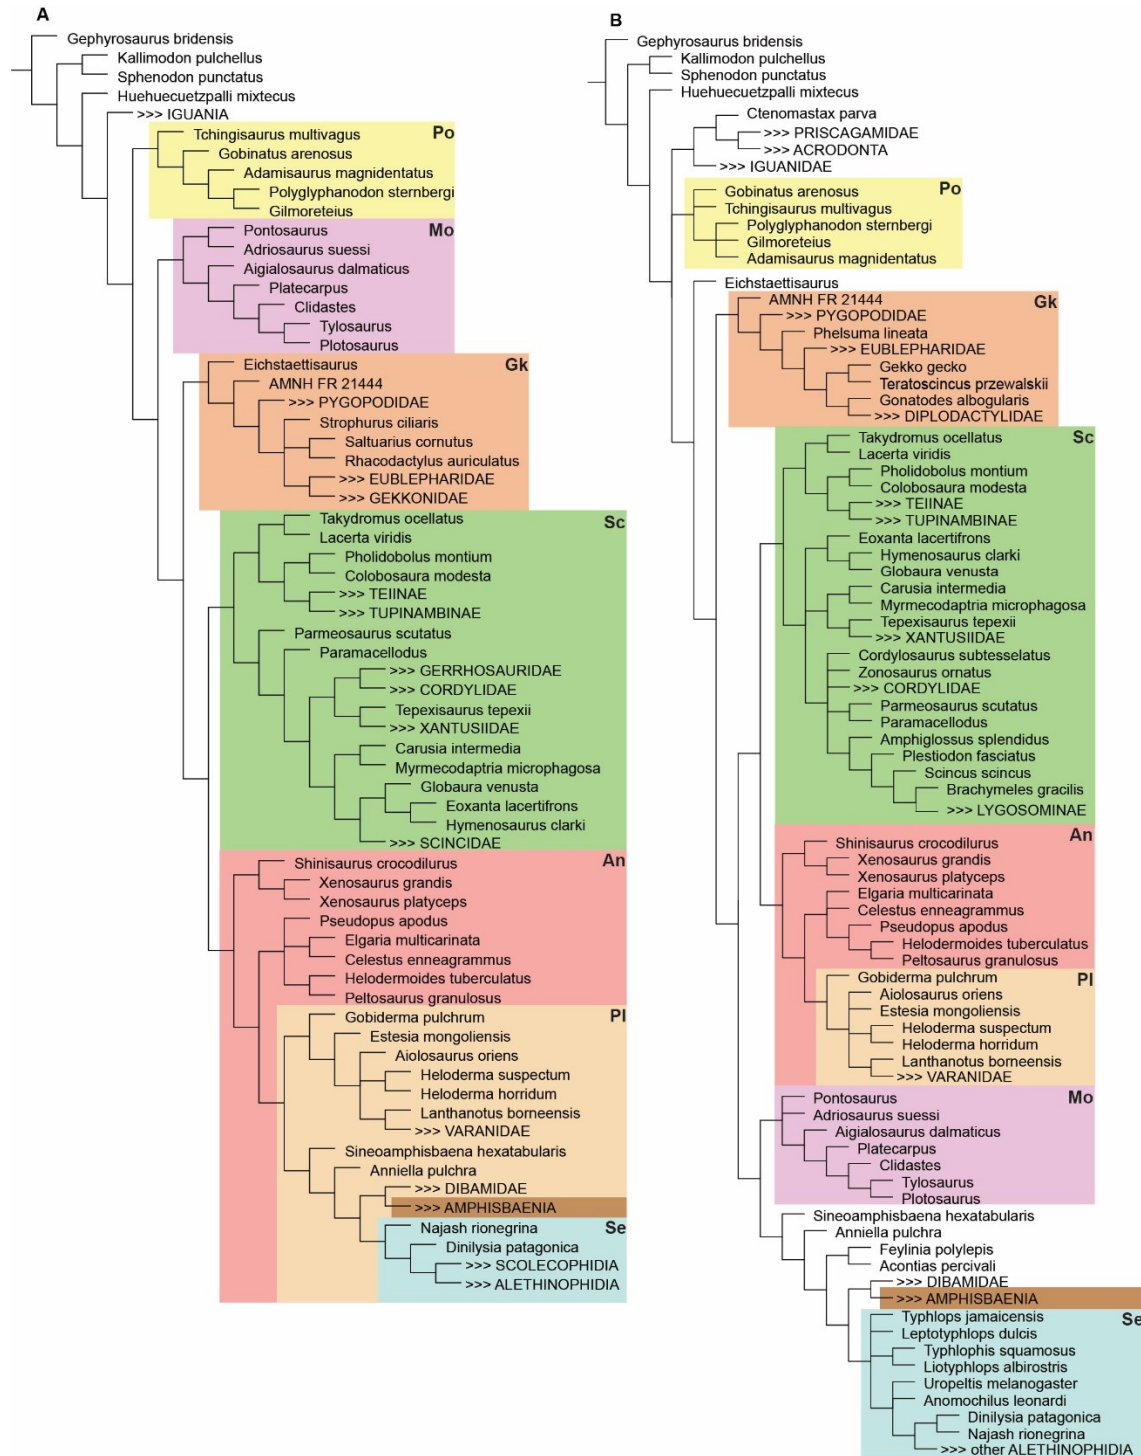 A
Gephyrosaurus bridensis
Kallimodon pulchellus
Sphenodon punctatus
Huehuecuetzpalli mixtecus
>>> IGUANIA
Po
Tchingisaurus multivagus
Gobinatus arenosus
Adamisaurus magnidentatus
Polyglyphanodon sternbergi
Gilmoreteius
Mo
Pontosaurus
Adriosaurus suessi
Aigialosaurus dalmaticus
Platecarpus
Clidastes
Tylosaurus
Plotosaurus
Gk
Eichstaettisaurus
AMNH FR 21444
>>> PYGOPODIDAE
Strophurus ciliaris
Saltuarius cornutus
Rhacodactylus auriculatus
>>> EUBLEPHARIDAE
>>> GEKKONIDAE
Sc
Takydromus ocellatus
Lacerta viridis
Pholidobolus montium
Colobosaura modesta
>>> TEIINAE
>>> TUPINAMBINAE
Parmeosaurus scutatus
Paramacellodus
>>> GERRHOSAURIDAE
>>> CORDYLIDAE
Tepexisaurus tepexii
>>> XANTUSIIDAE
Carusia intermedia
Myrmecodaptria microphagosa
Globaura venusta
Eoxanta lacertifrons
Hymenosaurus clarki
>>> SCINCIDAE
An
Shinisaurus crocodilurus
Xenosaurus grandis
Xenosaurus platyceps
Pseudopus apodus
Elgaria multicarinata
Celestus enneagrammus
Helodermoides tuberculatus
Peltosaurus granulosus
Pl
Gobiderma pulchrum
Estesia mongoliensis
Aiolosaurus oriens
Heloderma suspectum
Heloderma horridum
Lanthanotus borneensis
>>> VARANIDAE
Sineoamphisbaena hexatabularis
Anniella pulchra
>>> DIBAMIDAE
>>> AMPHISBAENIA
Se
Najash rionegrina
Dinilysia patagonica
>>> SCOLECOPHIDIA
>>> ALETHINOPHIDIA
B
Gephyrosaurus bridensis
Kallimodon pulchellus
Sphenodon punctatus
Huehuecuetzpalli mixtecus
Ctenomastax parva
>>> PRISCAGAMIDAE
>>> ACRODONTA
>>> IGUANIDAE
Po
Gobinatus arenosus
Tchingisaurus multivagus
Polyglyphanodon sternbergi
Gilmoreteius
Adamisaurus magnidentatus
Eichstaettisaurus
Gk
AMNH FR 21444
>>> PYGOPODIDAE
Phelsuma lineata
>>> EUBLEPHARIDAE
Gekko gecko
Teratoscincus przewalskii
Gonatodes albogularis
>>> DIPLODACTYLIDAE
Sc
Takydromus ocellatus
Lacerta viridis
Pholidobolus montium
Colobosaura modesta
>>> TEIINAE
>>> TUPINAMBINAE
Eoxanta lacertifrons
Hymenosaurus clarki
Globaura venusta
Carusia intermedia
Myrmecodaptria microphagosa
Tepexisaurus tepexii
>>> XANTUSIIDAE
Cordylosaurus subtesselatus
Zonosaurus ornatus
>>> CORDYLIDAE
Parmeosaurus scutatus
Paramacellodus
Amphiglossus splendidus
Plestiodon fasciatus
Scincus scincus
Brachymeles gracilis
>>> LYGOSOMINAE
An
Shinisaurus crocodilurus
Xenosaurus grandis
Xenosaurus platyceps
Elgaria multicarinata
Celestus enneagrammus
Pseudopus apodus
Helodermoides tuberculatus
Peltosaurus granulosus
Pl
Gobiderma pulchrum
Aiolosaurus oriens
Estesia mongoliensis
Heloderma suspectum
Heloderma horridum
Lanthanotus borneensis
>>> VARANIDAE
Mo
Pontosaurus
Adriosaurus suessi
Aigialosaurus dalmaticus
Platecarpus
Clidastes
Tylosaurus
Plotosaurus
Sineoamphisbaena hexatabularis
Anniella pulchra
Feylinia polylepis
Acontias percivali
>>> DIBAMIDAE
>>> AMPHISBAENIA
Se
Typhlops jamaicensis
Leptotyphlops dulcis
Typhlophis squamosus
Liotyphlops albirostris
Uropeltis melanogaster
Anomochilus leonardi
Dinilysia patagonica
Najash rionegrina
>>> other ALETHINOPHIDIA